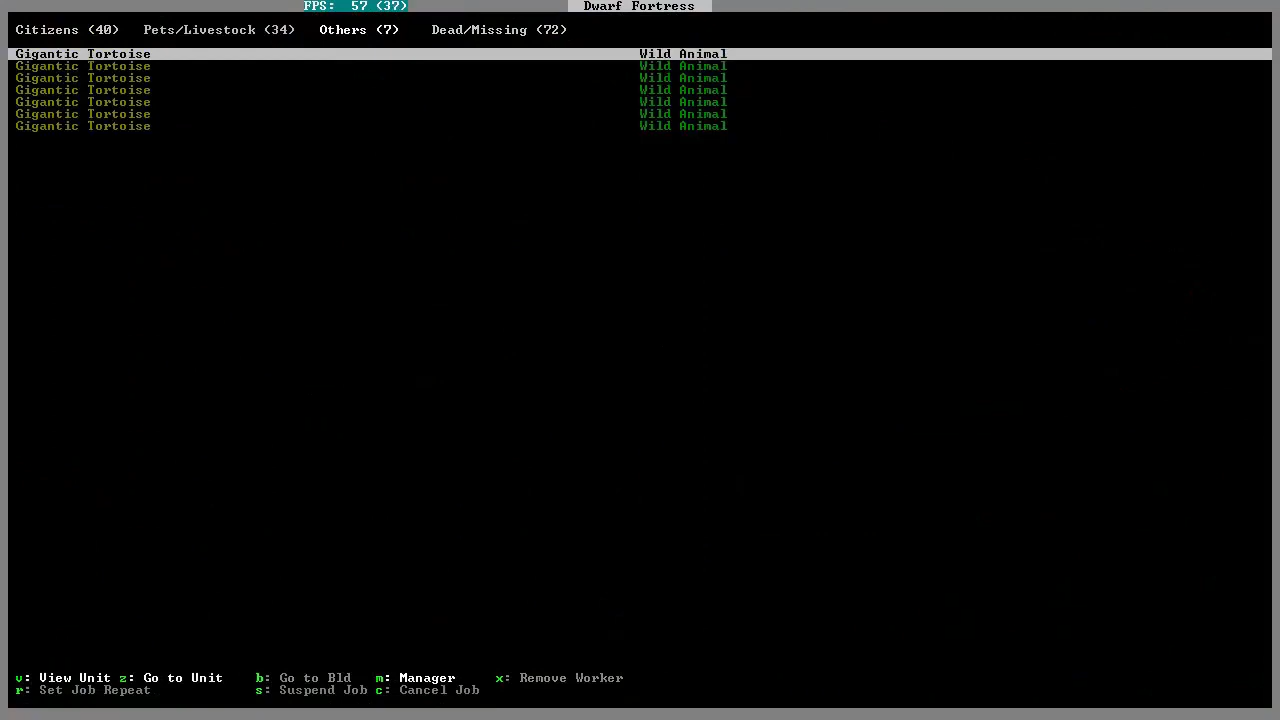 FPS: 57 (37) Dwarf Fortress
Citizens (40) Pets/Livestock (34) Others (7) Dead/Missing (72)
Gigantic Tortoise Wild Animal
Gigantic Tortoise Wild Animal
Gigantic Tortoise Wild Animal
Gigantic Tortoise Wild Animal
Gigantic Tortoise Wild Animal
Gigantic Tortoise Wild Animal
Gigantic Tortoise Wild Animal
v: View Unit z: Go to Unit b: Go to Bld m: Manager x: Remove Worker
r: Set Job Repeat s: Suspend Job c: Cancel Job